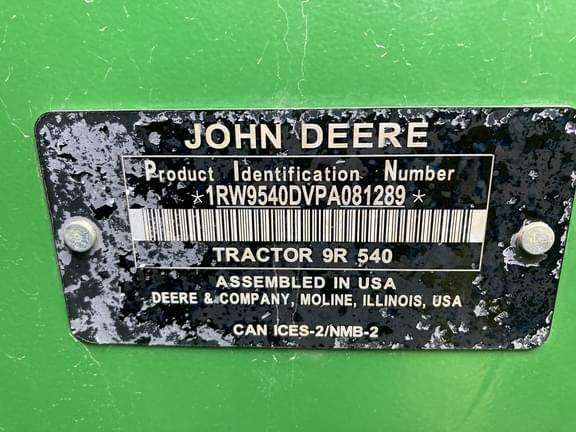 JOHN DEERE
Product Identification Number
*1RW9540DVPA081289*
TRACTOR 9R 540
ASSEMBLED IN USA
DEERE & COMPANY, MOLINE, ILLINOIS, USA
CAN ICES-2/NMB-2